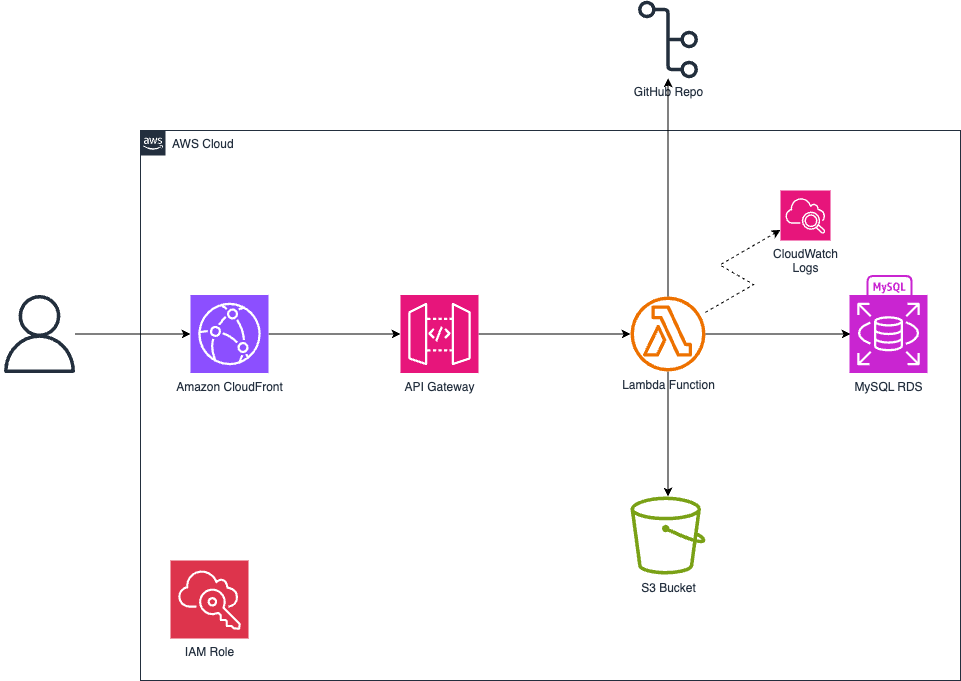 GitHub Repo
aws
AWS Cloud
CloudWatch
Logs
MySQL
Amazon CloudFront
</>
API Gateway
Lambda Function
MySQL RDS
S3 Bucket
IAM Role